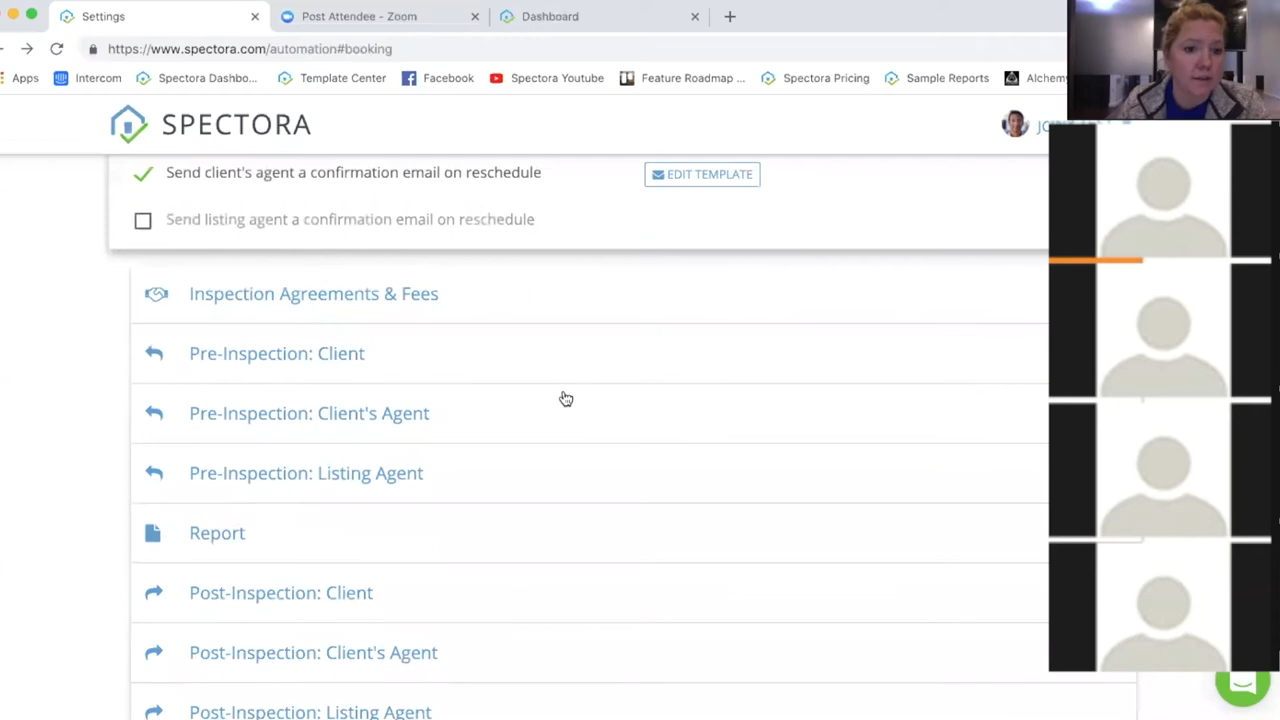 Settings
Post Attendee - Zoom
Dashboard
https://www.spectora.com/automation#booking
Apps
Intercom
Spectora Dashbo...
Template Center
Facebook
Spectora Youtube
Feature Roadmap ...
Spectora Pricing
Sample Reports
Alchemy
SPECTORA
Send client's agent a confirmation email on reschedule
EDIT TEMPLATE
Send listing agent a confirmation email on reschedule
Inspection Agreements & Fees
Pre-Inspection: Client
Pre-Inspection: Client's Agent
Pre-Inspection: Listing Agent
Report
Post-Inspection: Client
Post-Inspection: Client's Agent
Post-Inspection: Listing Agent